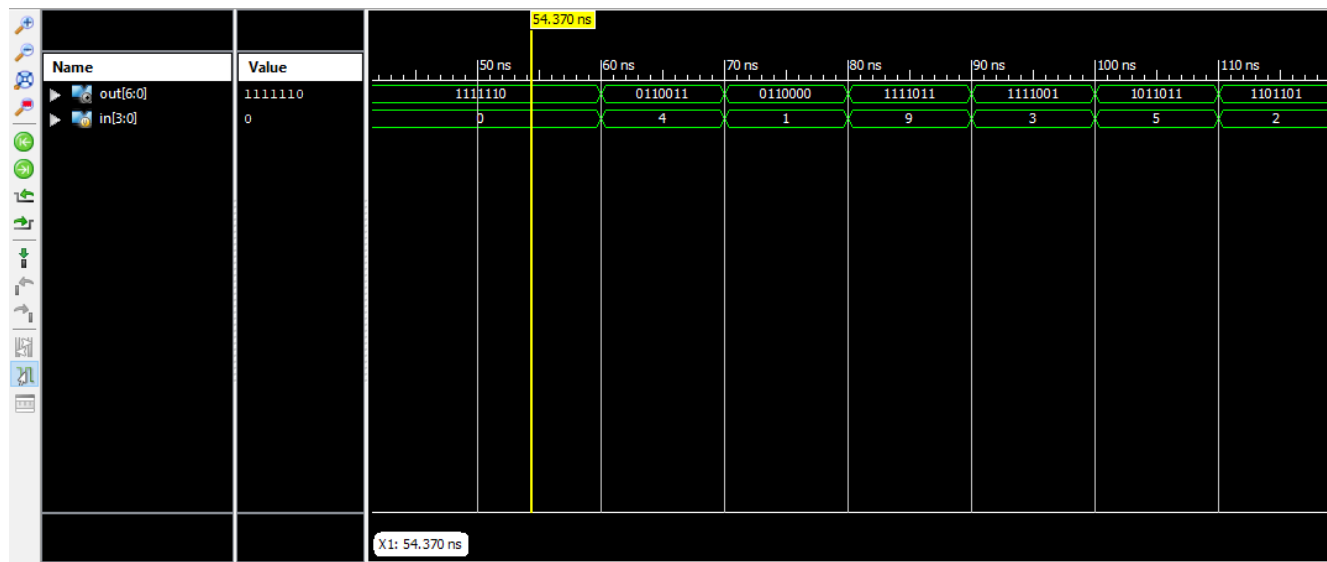 54.370 ns
Name Value 50 ns 60 ns 70 ns 80 ns 90 ns 100 ns 110 ns
out[6:0] 1111110 1111110 0110011 0110000 1111011 1111001 1011011 1101101
in[3:0] 0 0 4 1 9 3 5 2
X1: 54.370 ns